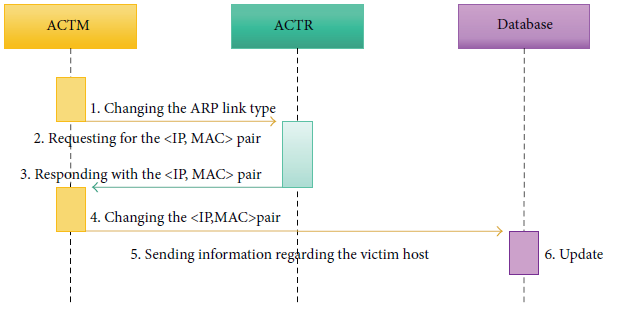 ACTM
ACTR
Database
1. Changing the ARP link type
2. Requesting for the <IP, MAC> pair
3. Responding with the <IP, MAC> pair
4. Changing the <IP,MAC>pair
5. Sending information regarding the victim host
6. Update